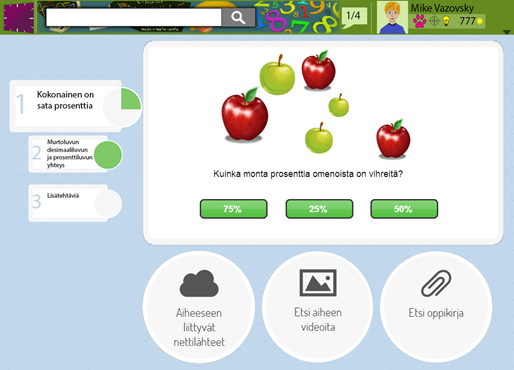 1/4
Mike Vazovsky
777
1
Kokonainen on
sata prosenttia
2
Murtoluvun
desimaaliluvun
ja prosenttiluvun
yhteys
3
Lisätehtäviä
Kuinka monta prosenttia omenoista on vihreitä?
75%
25%
50%
Aiheeseen
liittyvät
nettilähteet
Etsi aiheen
videoita
Etsi oppikirja